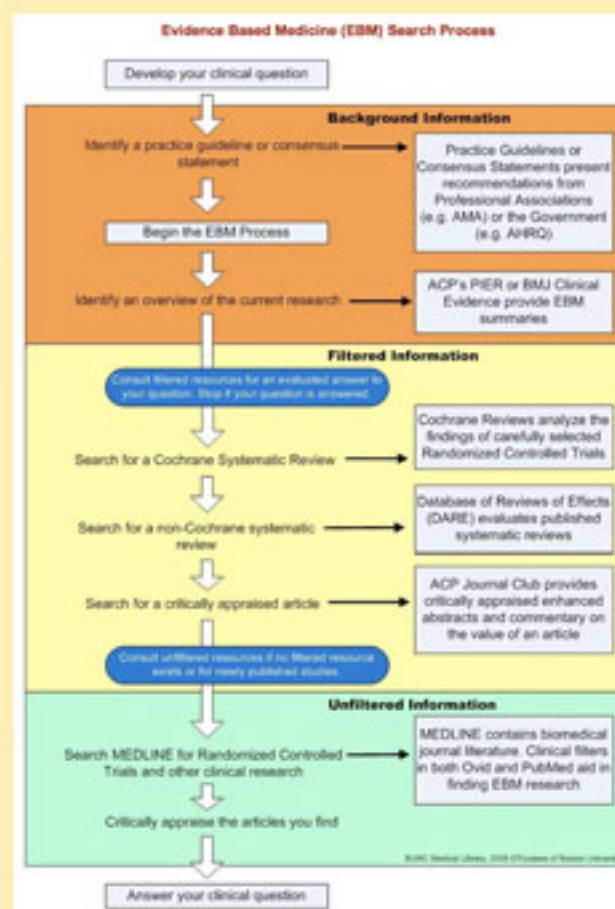 Evidence Based Medicine (EBM) Search Process
Develop your clinical question
Background Information
Identify a practice guideline or consensus
statement
Practice Guidelines or
Consensus Statements present
recommendations from
Professional Associations
(e.g. AMA) or the Government
(e.g. AHRQ)
Begin the EBM Process
Identify an overview of the current research
ACP's PIER or BMJ Clinical
Evidence provide EBM
summaries
Filtered Information
Consult filtered resources for an evaluated answer to
your question. Stop if your question is answered
Search for a Cochrane Systematic Review
Cochrane Reviews analyze the
findings of carefully selected
Randomized Controlled Trials
Search for a non-Cochrane systematic
review
Database of Reviews of Effects
(DARE) evaluates published
systematic reviews
Search for a critically appraised article
ACP Journal Club provides
critically appraised enhanced
abstracts and commentary on
the value of an article
Consult unfiltered resources if no filtered resource
exists or for newly published studies.
Unfiltered Information
Search MEDLINE for Randomized Controlled
Trials and other clinical research
MEDLINE contains biomedical
journal literature. Clinical filters
in both Ovid and PubMed aid in
finding EBM research
Critically appraise the articles you find
Medical Library, of Boston
Answer your clinical question